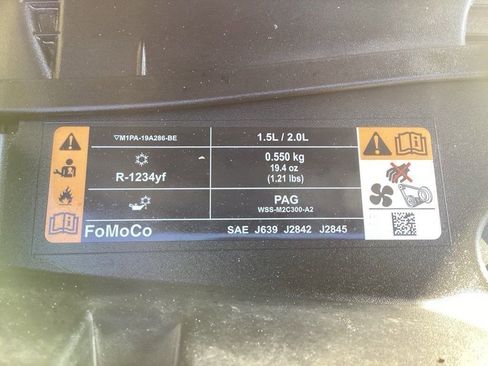 ▽M1PA-19A286-BE
1.5L / 2.0L
R-1234yf
0.550 kg
19.4 oz
(1.21 lbs)
PAG
WSS-M2C300-A2
FoMoCo
SAE J639 J2842 J2845